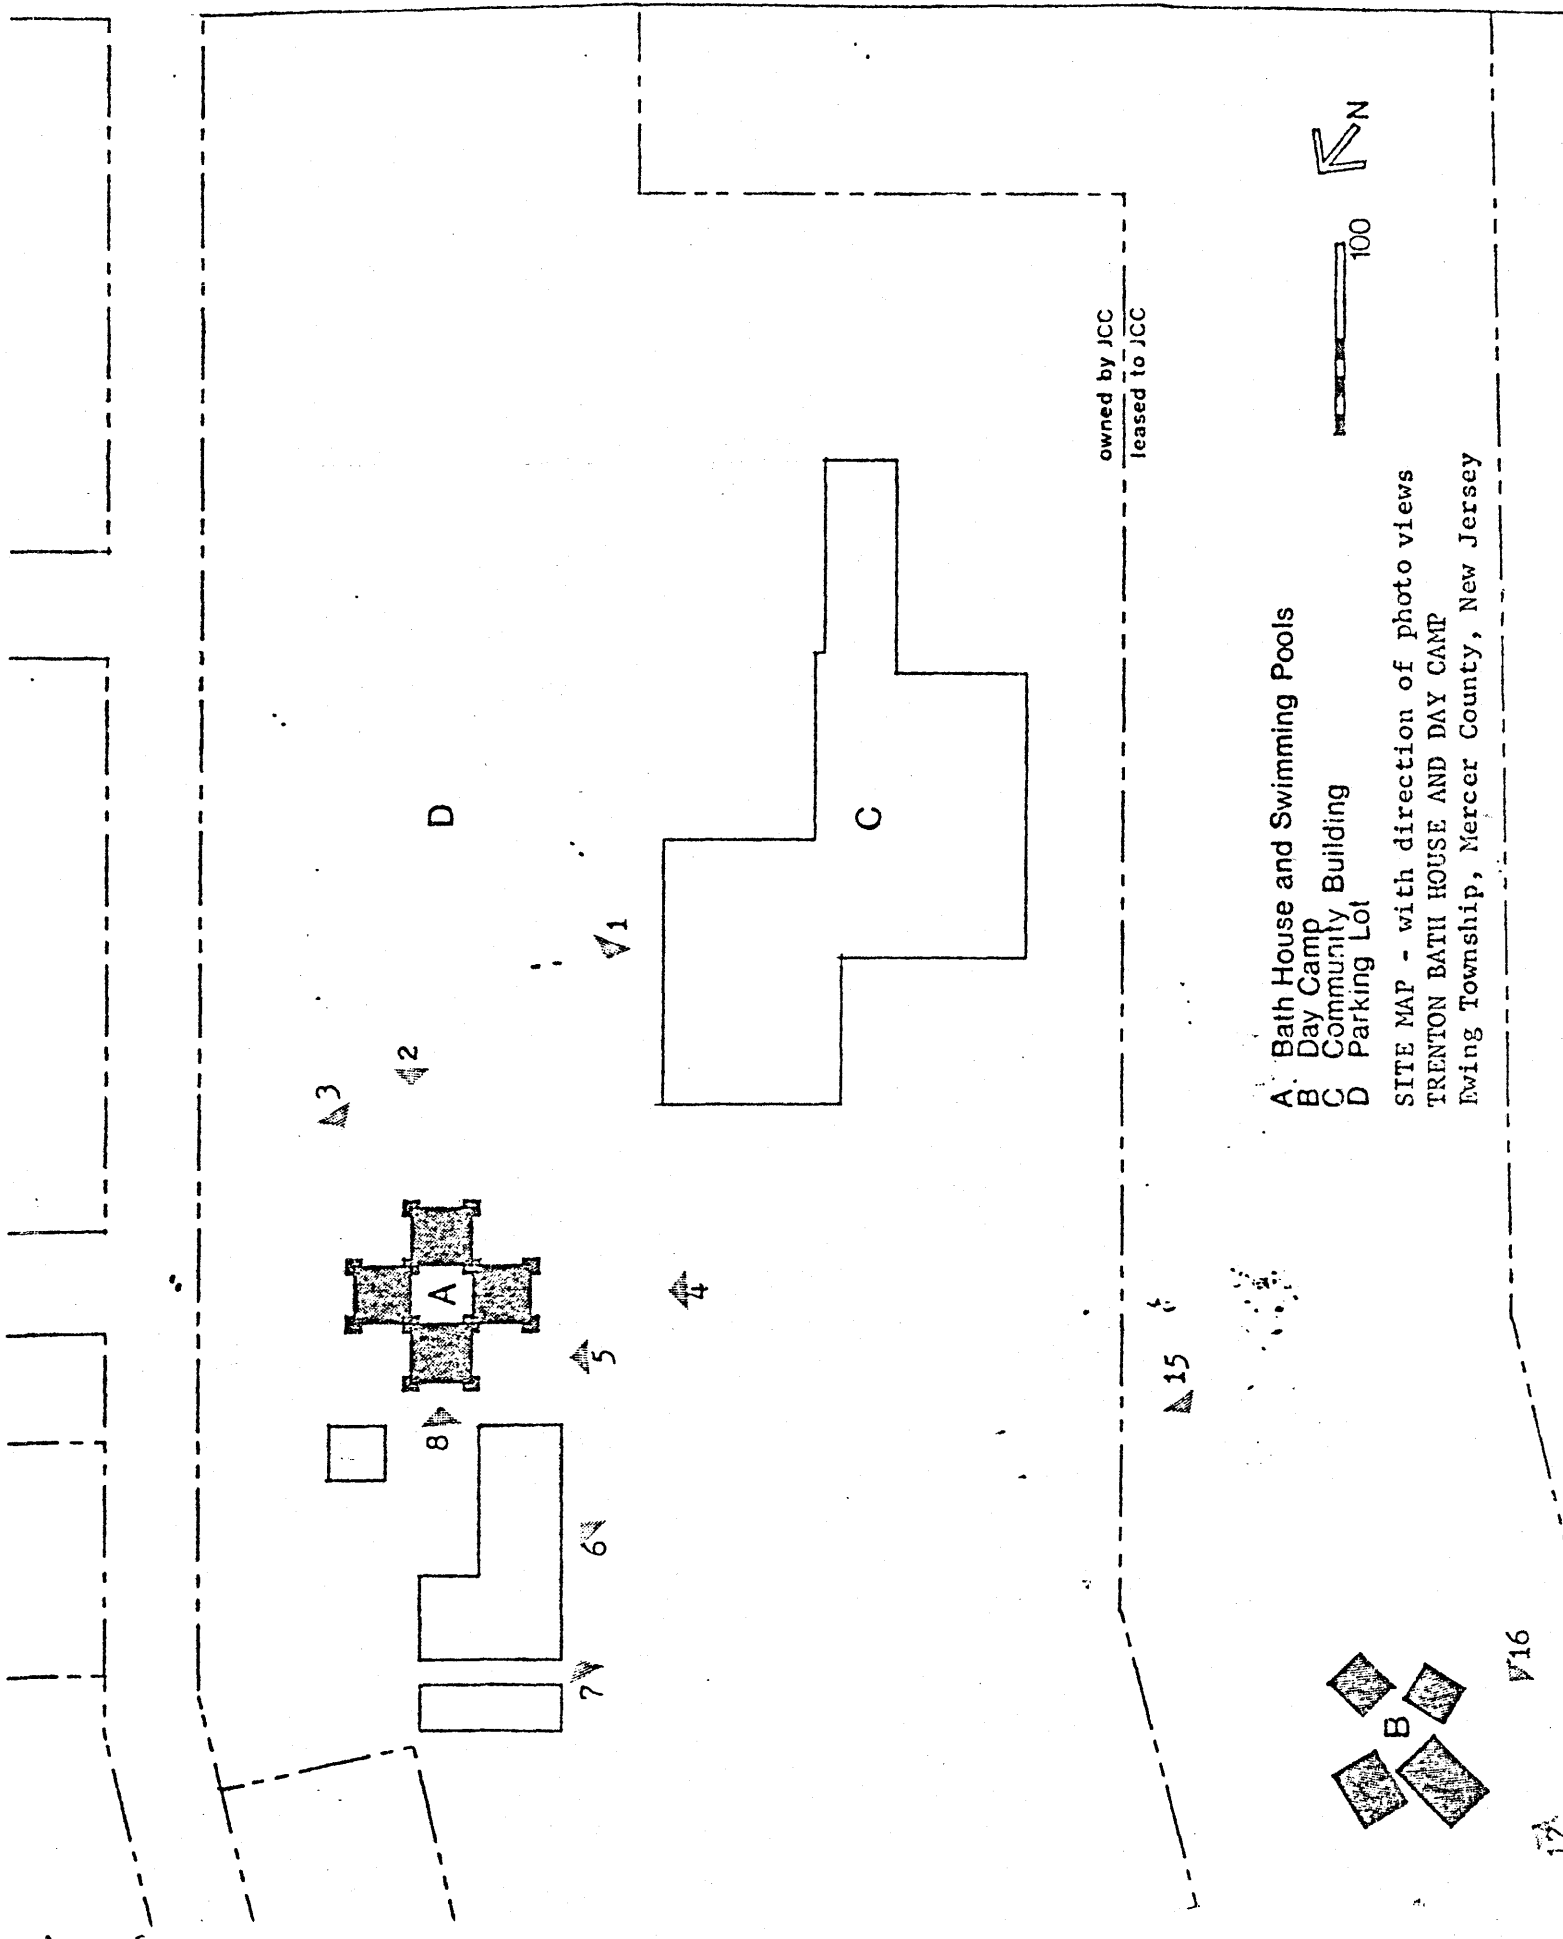 3
2
D
1
A
8
5
4
6
7
C
owned by JCC
leased to JCC
N
100
15
B
16
17
A. Bath House and Swimming Pools
B Day Camp
C Community Building
D Parking Lot
SITE MAP - with direction of photo views
TRENTON BATH HOUSE AND DAY CAMP
Ewing Township, Mercer County, New Jersey